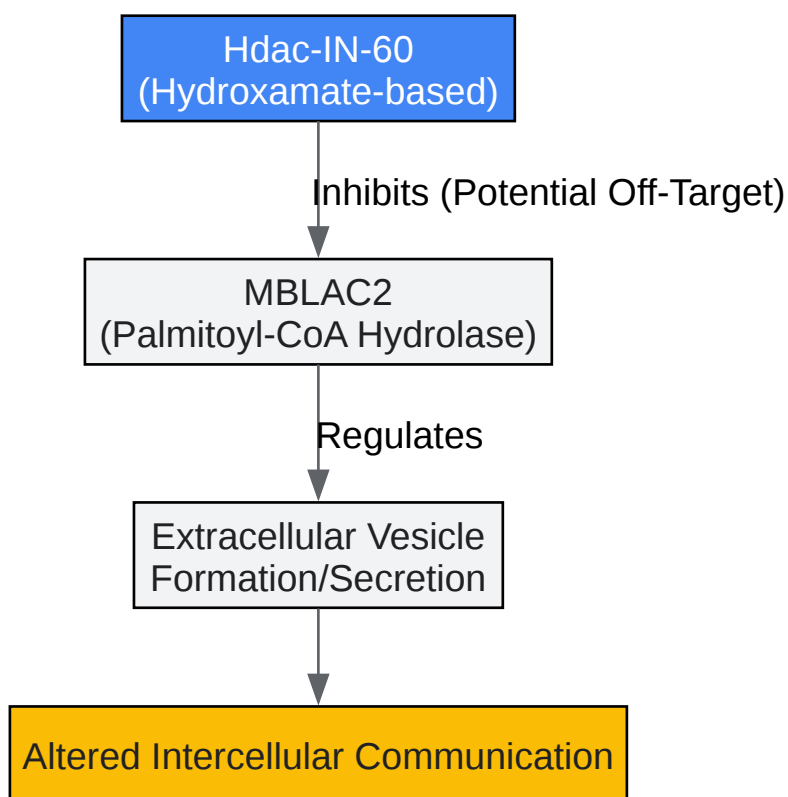 Hdac-IN-60
(Hydroxamate-based)
Inhibits (Potential Off-Target)
MBLAC2
(Palmitoyl-CoA Hydrolase)
Regulates
Extracellular Vesicle
Formation/Secretion
Altered Intercellular Communication